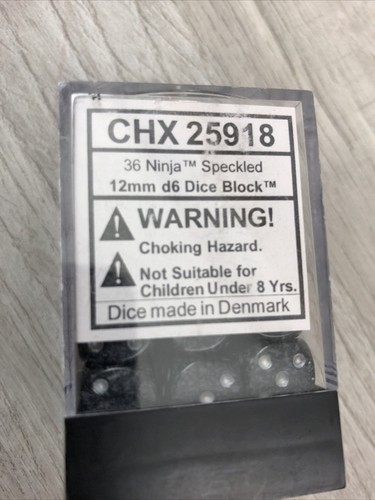 CHX 25918
36 Ninja™ Speckled
12mm d6 Dice Block™
WARNING!
Choking Hazard.
Not Suitable for
Children Under 8 Yrs.
Dice made in Denmark